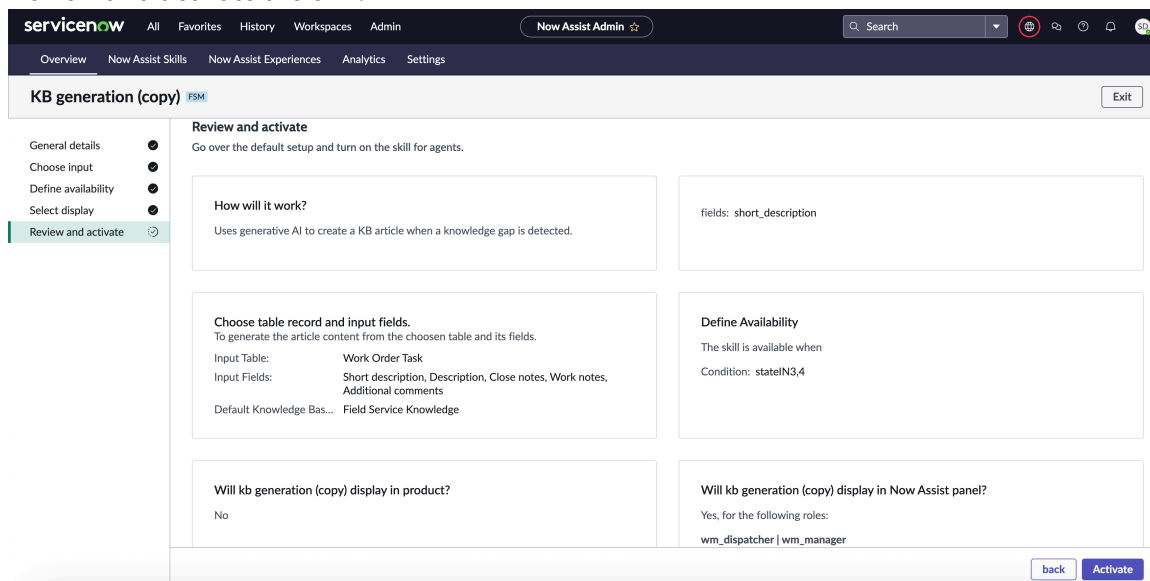 servicenow All Favorites History Workspaces Admin Now Assist Admin Search SD
Overview Now Assist Skills Now Assist Experiences Analytics Settings
KB generation (copy) FSM Exit
General details
Choose input
Define availability
Select display
Review and activate
Review and activate
Go over the default setup and turn on the skill for agents.
How will it work?
Uses generative AI to create a KB article when a knowledge gap is detected.
fields: short_description
Choose table record and input fields.
To generate the article content from the choosen table and its fields.
Input Table: Work Order Task
Input Fields: Short description, Description, Close notes, Work notes,
Additional comments
Default Knowledge Bas... Field Service Knowledge
Define Availability
The skill is available when
Condition: stateIN3,4
Will kb generation (copy) display in product?
No
Will kb generation (copy) display in Now Assist panel?
Yes, for the following roles:
wm_dispatcher | wm_manager
back Activate